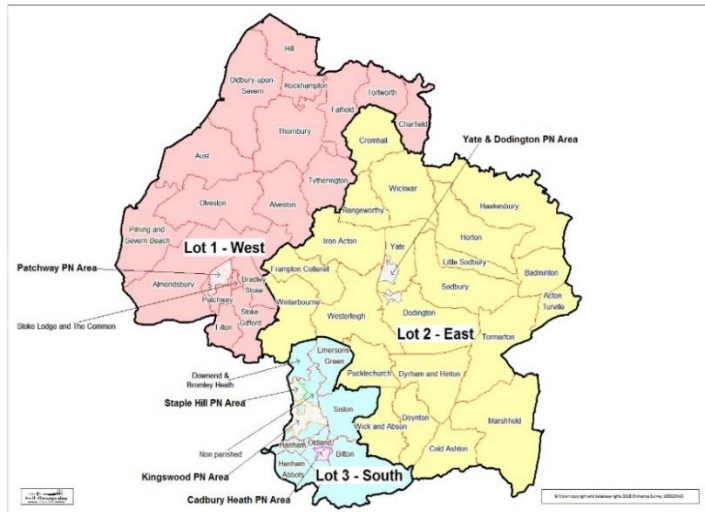 Hill
Oldbury-upon
Severn
Rockhampton
Tortworth
Falfield
Charfield
Thornbury
Cromhall
Yate & Dodington PN Area
Aust
Tytherington
Wickwar
Hawkesbury
Olveston
Alveston
Rangeworthy
Horton
Pilning and
Severn Beach
Lot 1 - West
Iron Acton
Yate
Little Sodbury
Badminton
Patchway PN Area
Frampton Cotterell
Sodbury
Almondsbury
Bradley
Stoke
Acton
Turville
Patchway
Winterbourne
Dodington
Stoke Lodge and The Common
Stoke
Gifford
Filton
Westerleigh
Lot 2 - East
Tormarton
Emersons
Green
Downend &
Bromley Heath
Pucklechurch
Dyrham and Hinton
Staple Hill PN Area
Siston
Doynton
Marshfield
Wick and Abson
Non parished
Hanham
Oldland
Cold Ashton
Kingswood PN Area
Hanham
Abbots
Bitton
Lot 3 - South
Cadbury Heath PN Area